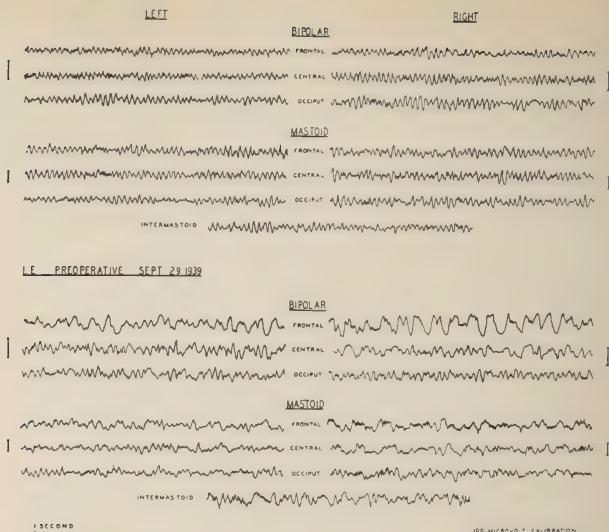 LEFT RIGHT
BIPOLAR
FRONTAL
CENTRAL
OCCIPUT
MASTOID
FRONTAL
CENTRAL
OCCIPUT
INTERMASTOID
I.E. PREOPERATIVE SEPT 29 1939
BIPOLAR
FRONTAL
CENTRAL
OCCIPUT
MASTOID
FRONTAL
CENTRAL
OCCIPUT
INTERMASTOID
1 SECOND 100 MICROVOLT CALIBRATION